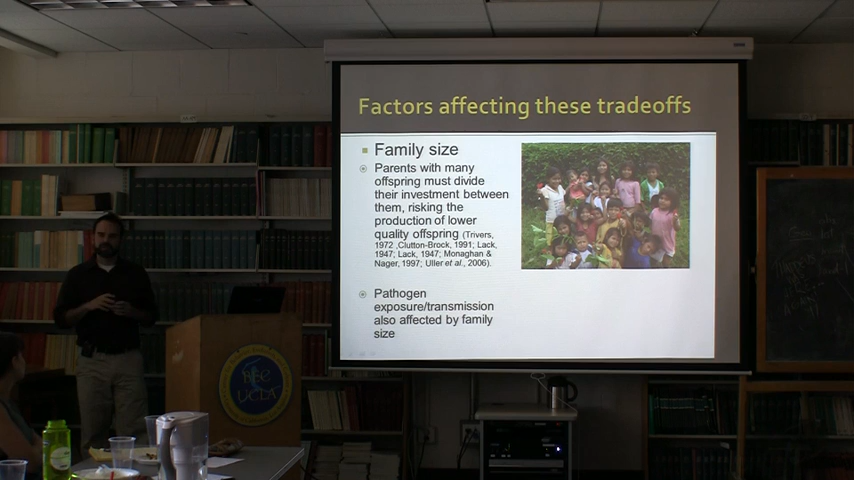 Factors affecting these tradeoffs
Family size
Parents with many
offspring must divide
their investment between
them, risking the
production of lower
quality offspring (Trivers,
1972 ,Clutton-Brock, 1991; Lack,
1947; Lack, 1947; Monaghan &
Nager, 1997; Uller et al., 2006).
Pathogen
exposure/transmission
also affected by family
size
BEC
UCLA